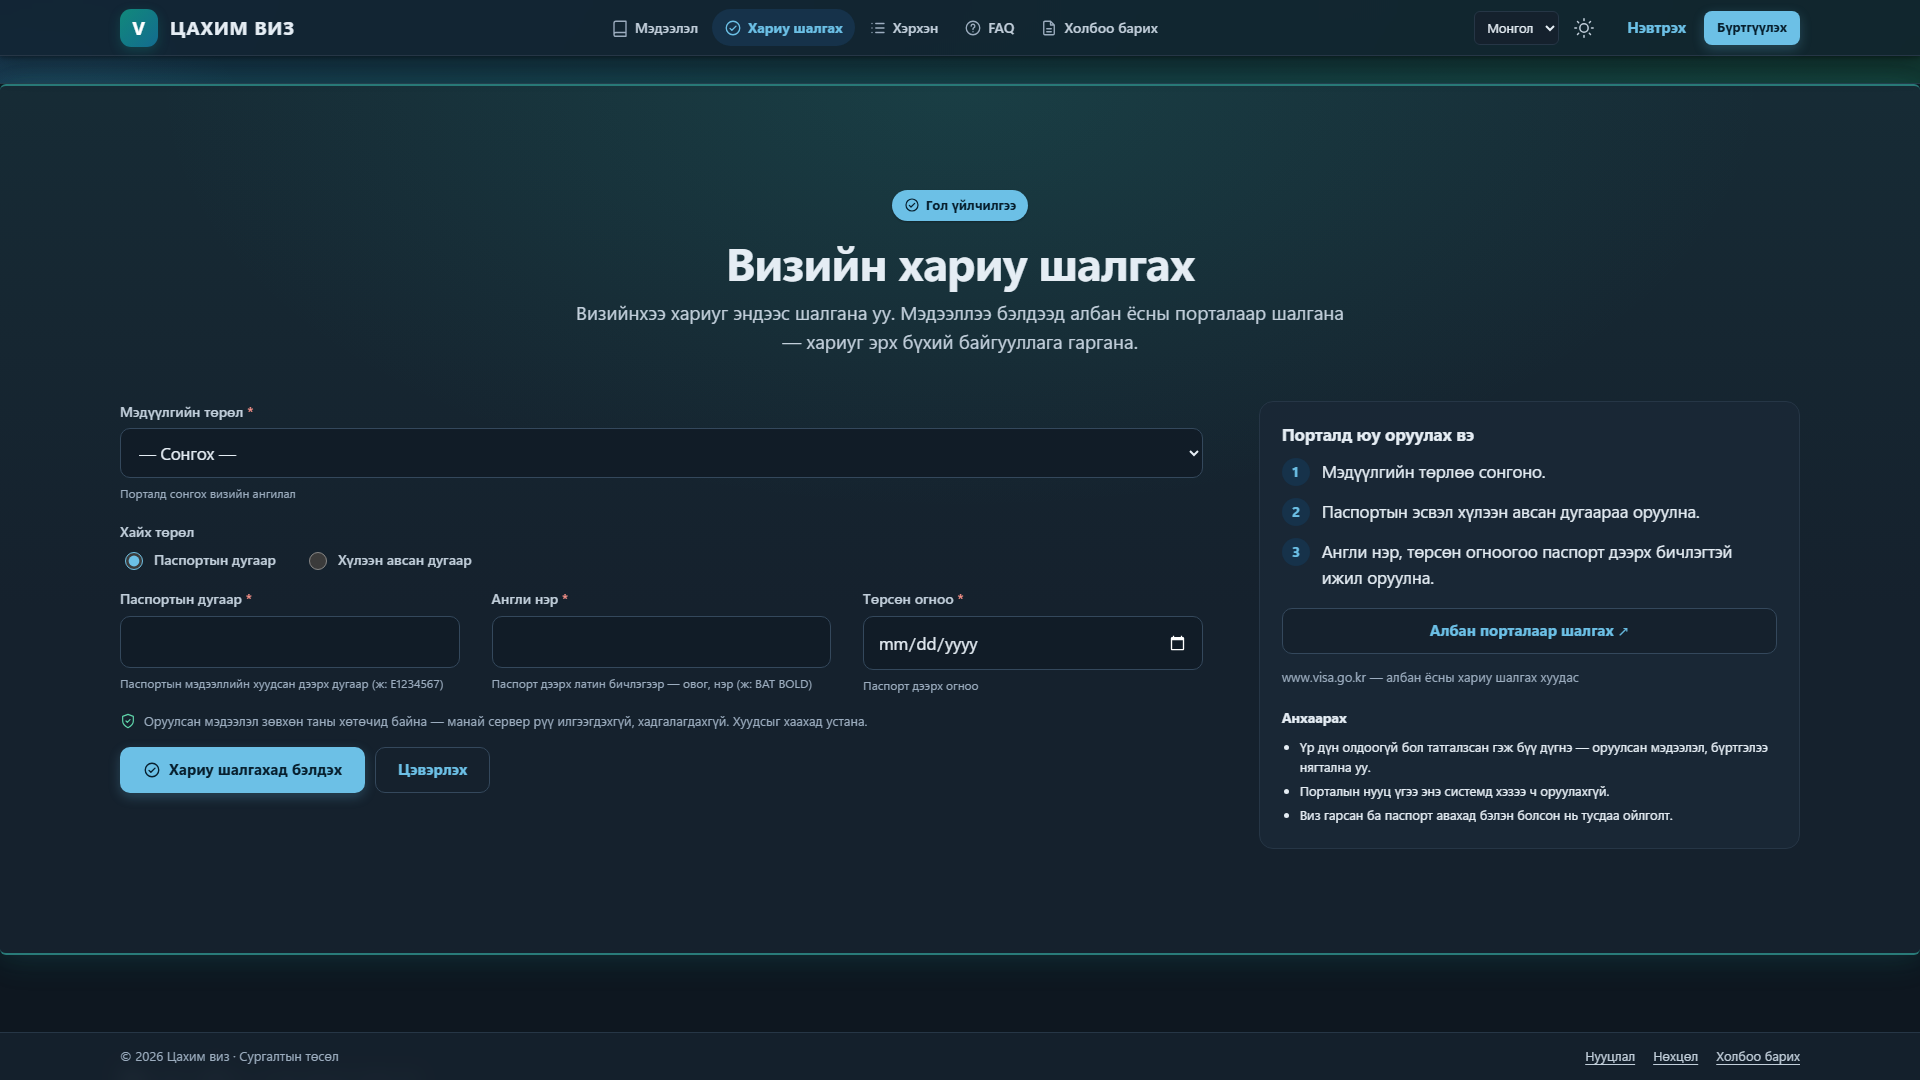 V ЦАХИМ ВИЗ
Мэдээлэл
Хариу шалгах
Хэрхэн
FAQ
Холбоо барих
Монгол
Нэвтрэх
Бүртгүүлэх
Гол үйлчилгээ
Визийн хариу шалгах
Визийнхээ хариуг эндээс шалгана уу. Мэдээллээ бэлдээд албан ёсны порталаар шалгана
— хариуг эрх бүхий байгууллага гаргана.
Мэдүүлгийн төрөл *
— Сонгох —
Порталд сонгох визийн ангилал
Хайх төрөл
Паспортын дугаар
Хүлээн авсан дугаар
Паспортын дугаар *
Паспортын мэдээллийн хуудсан дээрх дугаар (ж: E1234567)
Англи нэр *
Паспорт дээрх латин бичлэгээр — овог, нэр (ж: BAT BOLD)
Төрсөн огноо *
mm/dd/yyyy
Паспорт дээрх огноо
Оруулсан мэдээлэл зөвхөн таны хөтөчид байна — манай сервер рүү илгээгдэхгүй, хадгалагдахгүй. Хуудсыг хаахад устана.
Хариу шалгахад бэлдэх
Цэвэрлэх
Порталд юу оруулах вэ
1 Мэдүүлгийн төрлөө сонгоно.
2 Паспортын эсвэл хүлээн авсан дугаараа оруулна.
3 Англи нэр, төрсөн огноогоо паспорт дээрх бичлэгтэй
ижил оруулна.
Албан порталаар шалгах ↗
www.visa.go.kr — албан ёсны хариу шалгах хуудас
Анхаарах
• Үр дүн олдоогүй бол татгалзсан гэж бүү дүгнэ — оруулсан мэдээлэл, бүртгэлээ
нягтална уу.
• Порталын нууц үгээ энэ системд хэзээ ч оруулахгүй.
• Виз гарсан ба паспорт авахад бэлэн болсон нь тусдаа ойлголт.
© 2026 Цахим виз · Сургалтын төсөл
Нууцлал
Нөхцөл
Холбоо барих